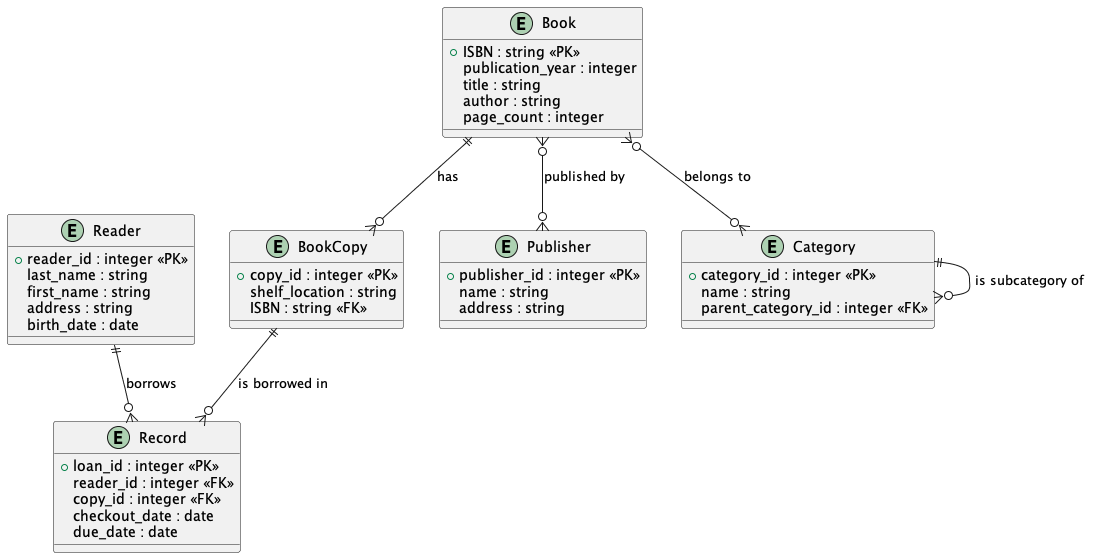 E Book
ISBN : string «PK»
publication_year : integer
title : string
author : string
page_count : integer
has
published by
belongs to
E Reader
reader_id : integer «PK»
last_name : string
first_name : string
address : string
birth_date : date
E BookCopy
copy_id : integer «PK»
shelf_location : string
ISBN : string «FK»
E Publisher
publisher_id : integer «PK»
name : string
address : string
E Category
category_id : integer «PK»
name : string
parent_category_id : integer «FK»
is subcategory of
borrows
is borrowed in
E Record
loan_id : integer «PK»
reader_id : integer «FK»
copy_id : integer «FK»
checkout_date : date
due_date : date